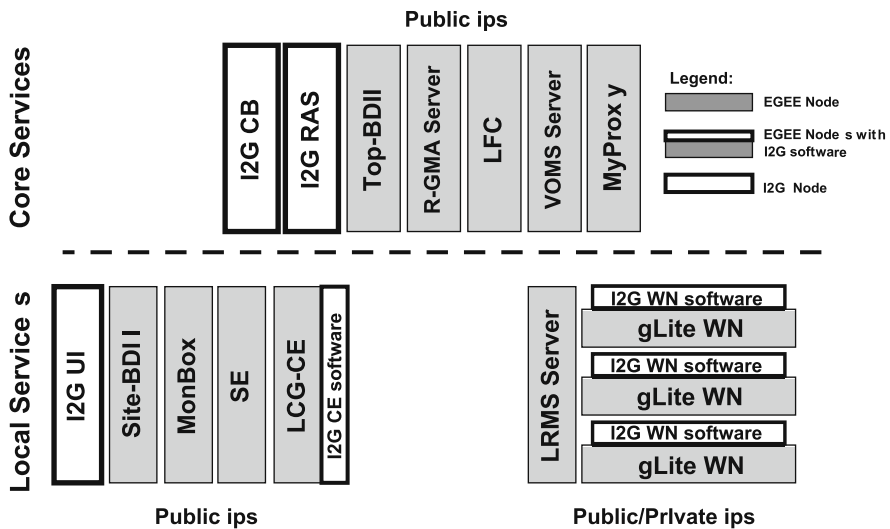 Public ips
Core Services
I2G CB
I2G RAS
Top-BDII
R-GMA Server
LFC
VOMS Server
MyProx y
Legend:
EGEE Node
EGEE Node s with
I2G software
I2G Node
Local Service s
I2G UI
Site-BDI I
MonBox
SE
LCG-CE
I2G CE software
LRMS Server
I2G WN software
gLite WN
I2G WN software
gLite WN
I2G WN software
gLite WN
Public ips
Public/PrIvate ips